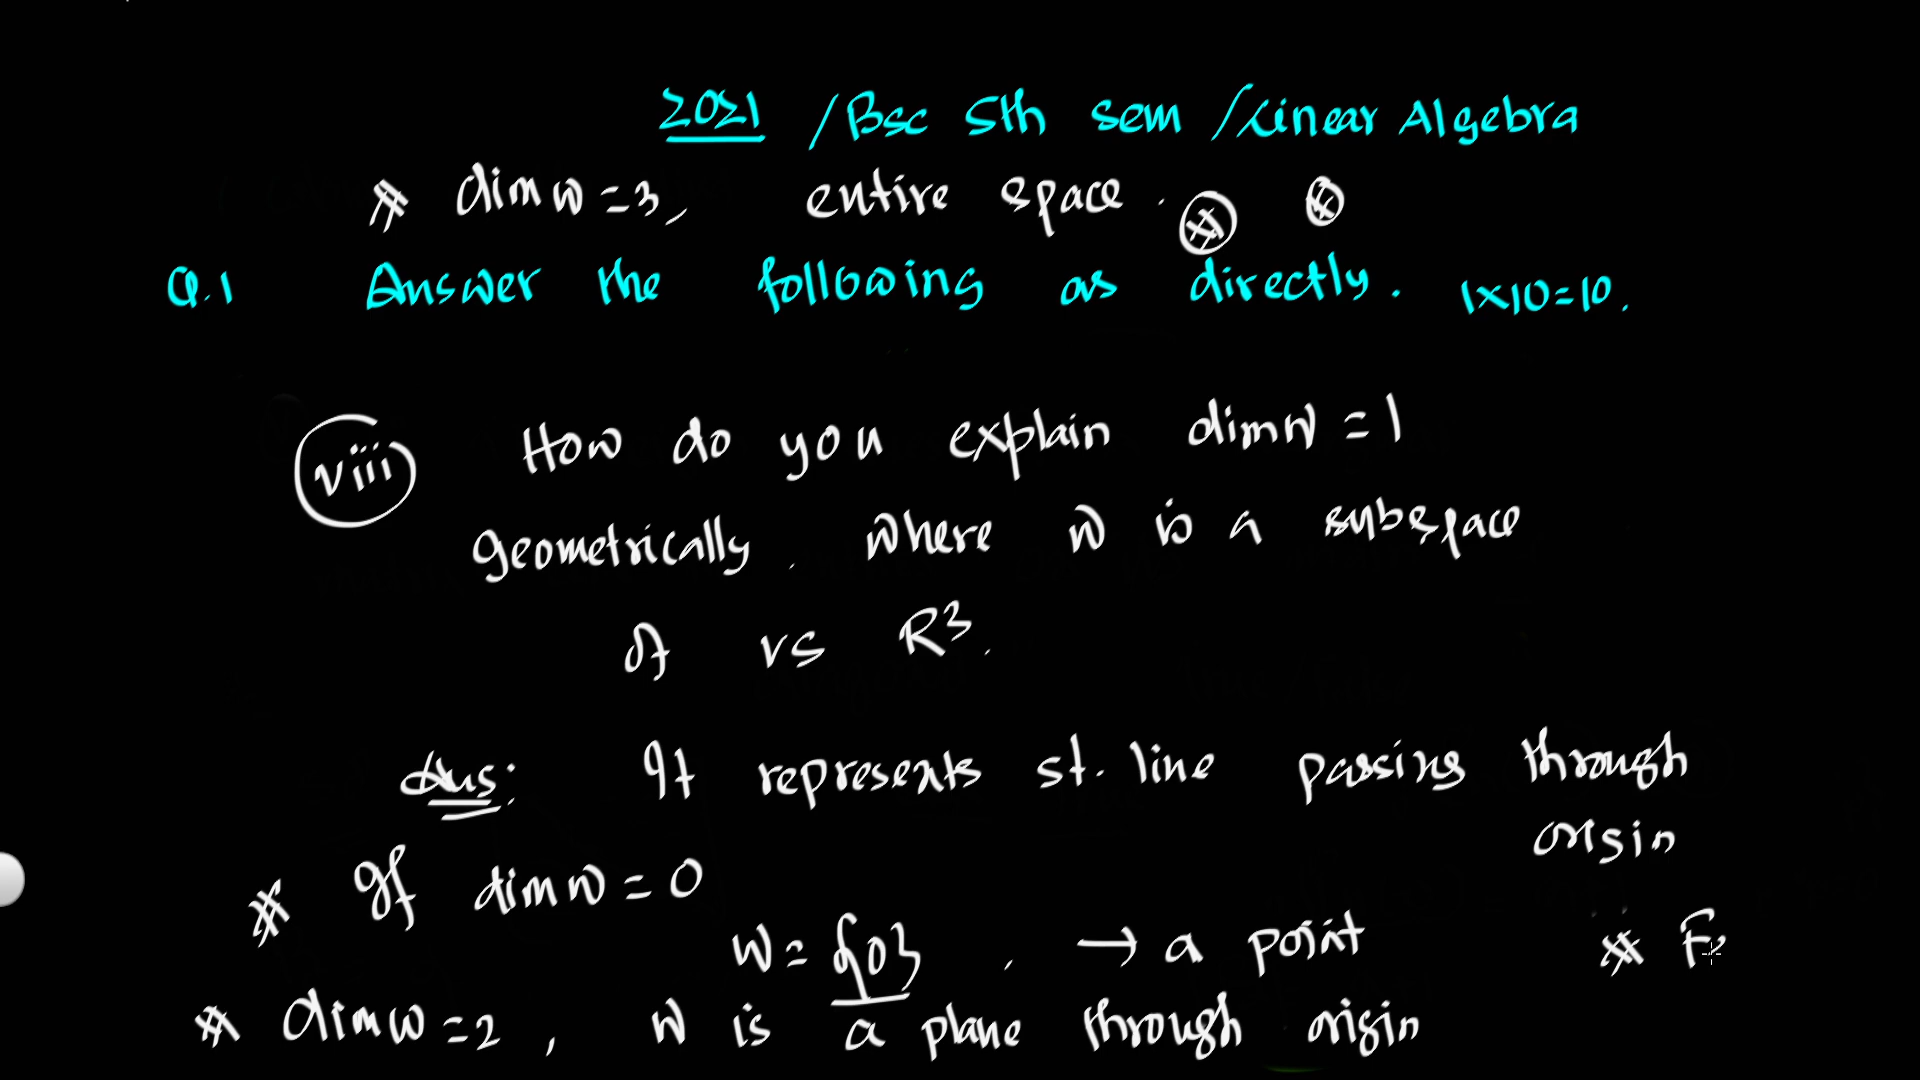 2021 / Bsc 5th sem / Linear Algebra
* dim W = 3, entire space.
Q.1 Answer the following as directly. 1x10=10.
viii How do you explain dim W = 1
geometrically. where W is a subspace
of vs R3.
Ans: It represents st. line passing through
origin
* If dim W = 0
W = {0}. → a point * F
* dim W = 2, W is a plane through origin